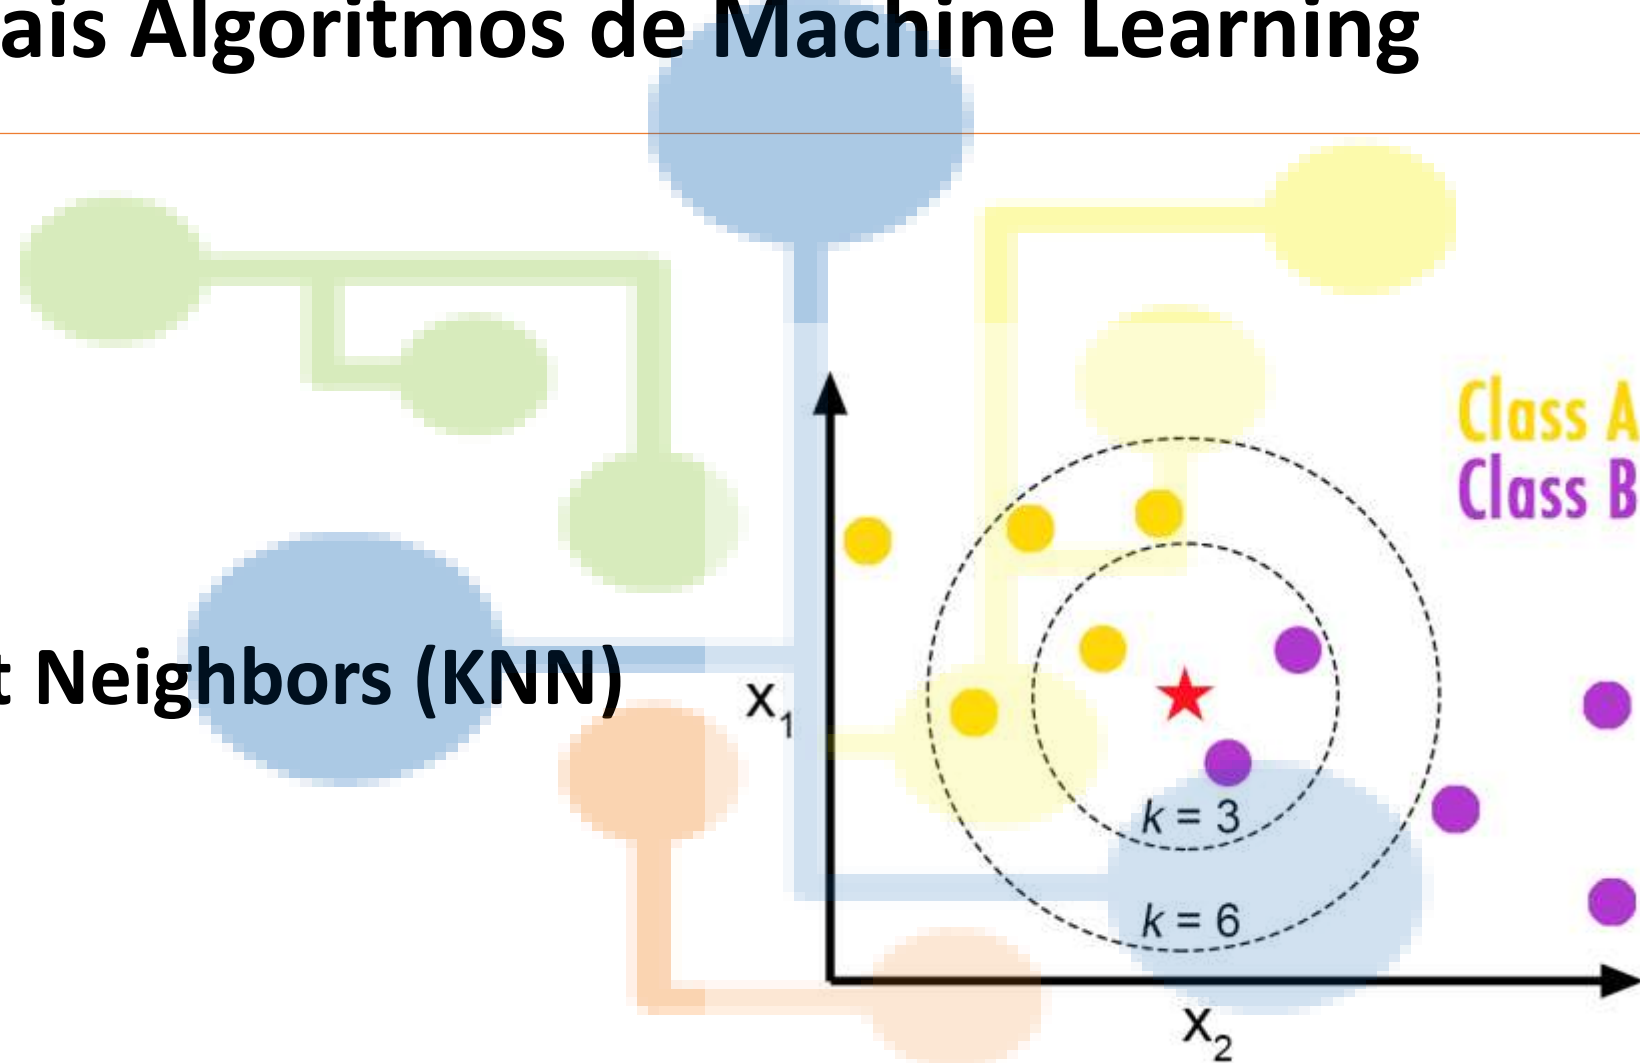 ais Algoritmos de Machine Learning
Class A
Class B
t Neighbors (KNN)
x1
k = 3
k = 6
x2